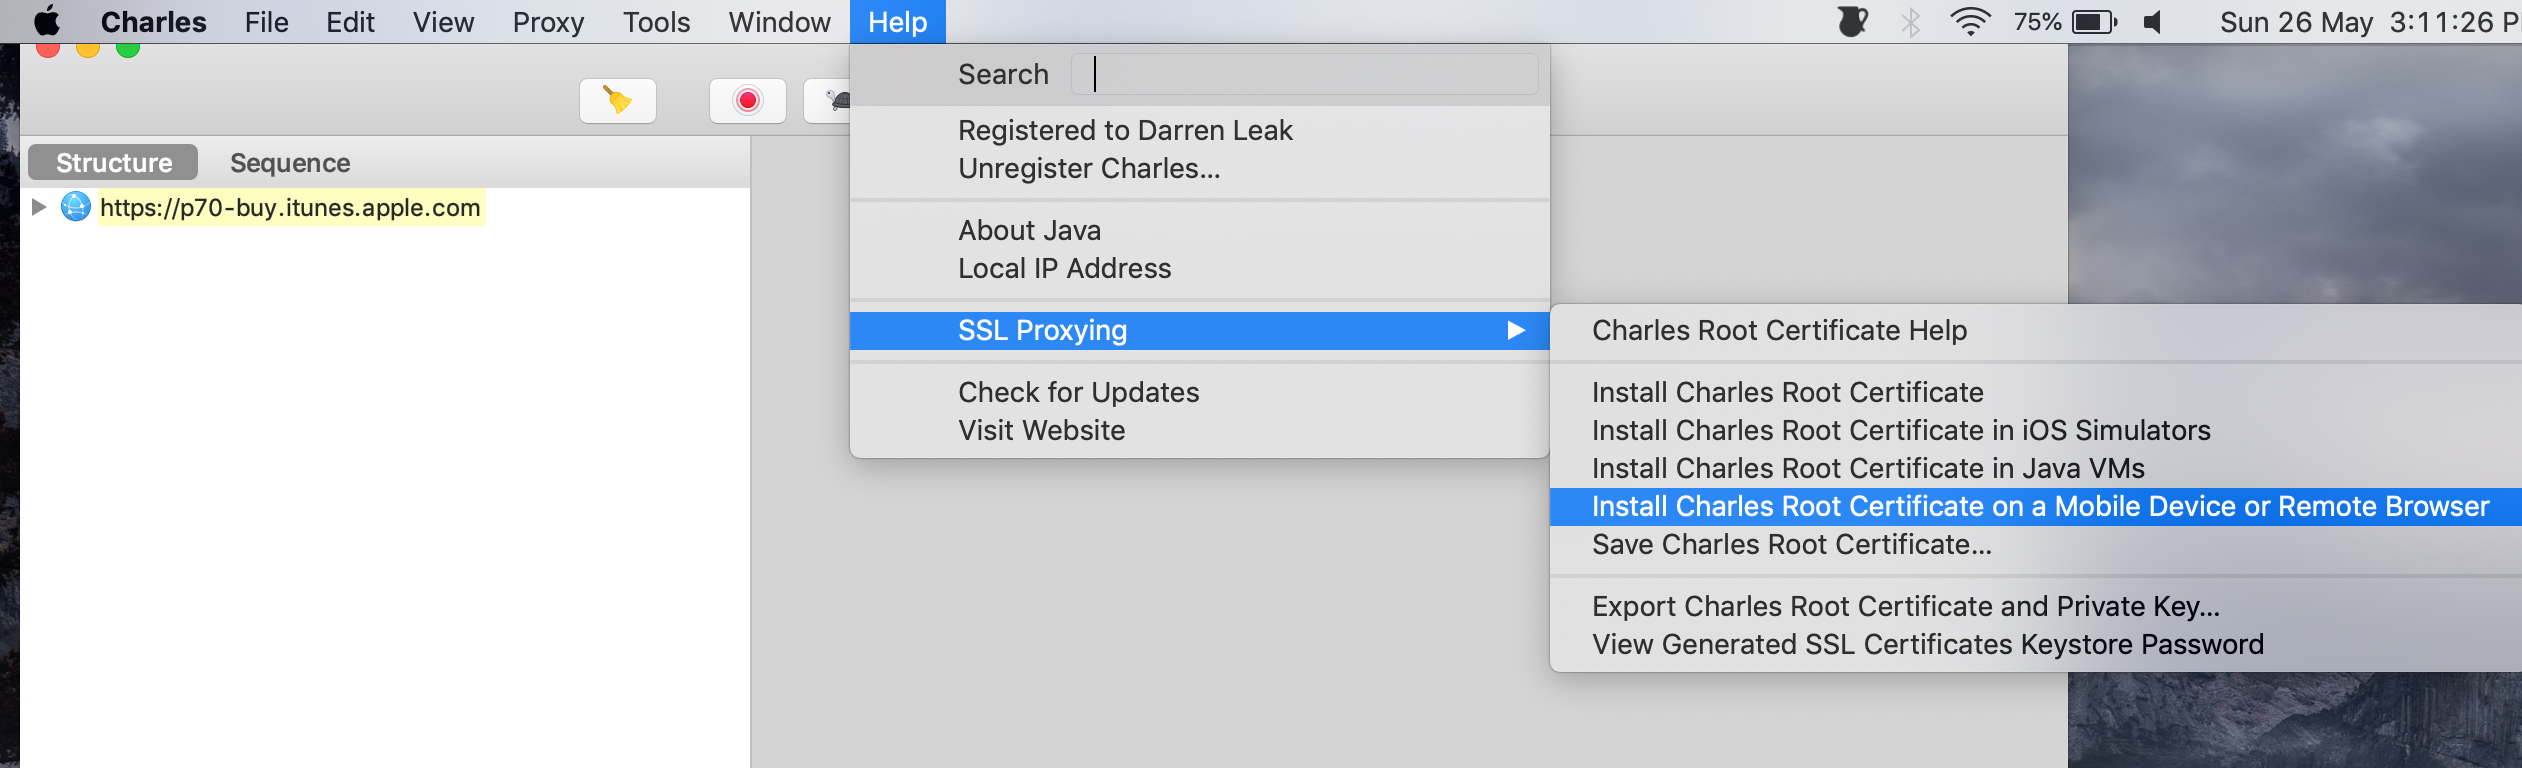 Charles File Edit View Proxy Tools Window Help 75% Sun 26 May 3:11:26 P
Search
Registered to Darren Leak
Unregister Charles...
Structure Sequence
https://p70-buy.itunes.apple.com
About Java
Local IP Address
SSL Proxying
Check for Updates
Visit Website
Charles Root Certificate Help
Install Charles Root Certificate
Install Charles Root Certificate in iOS Simulators
Install Charles Root Certificate in Java VMs
Install Charles Root Certificate on a Mobile Device or Remote Browser
Save Charles Root Certificate...
Export Charles Root Certificate and Private Key...
View Generated SSL Certificates Keystore Password